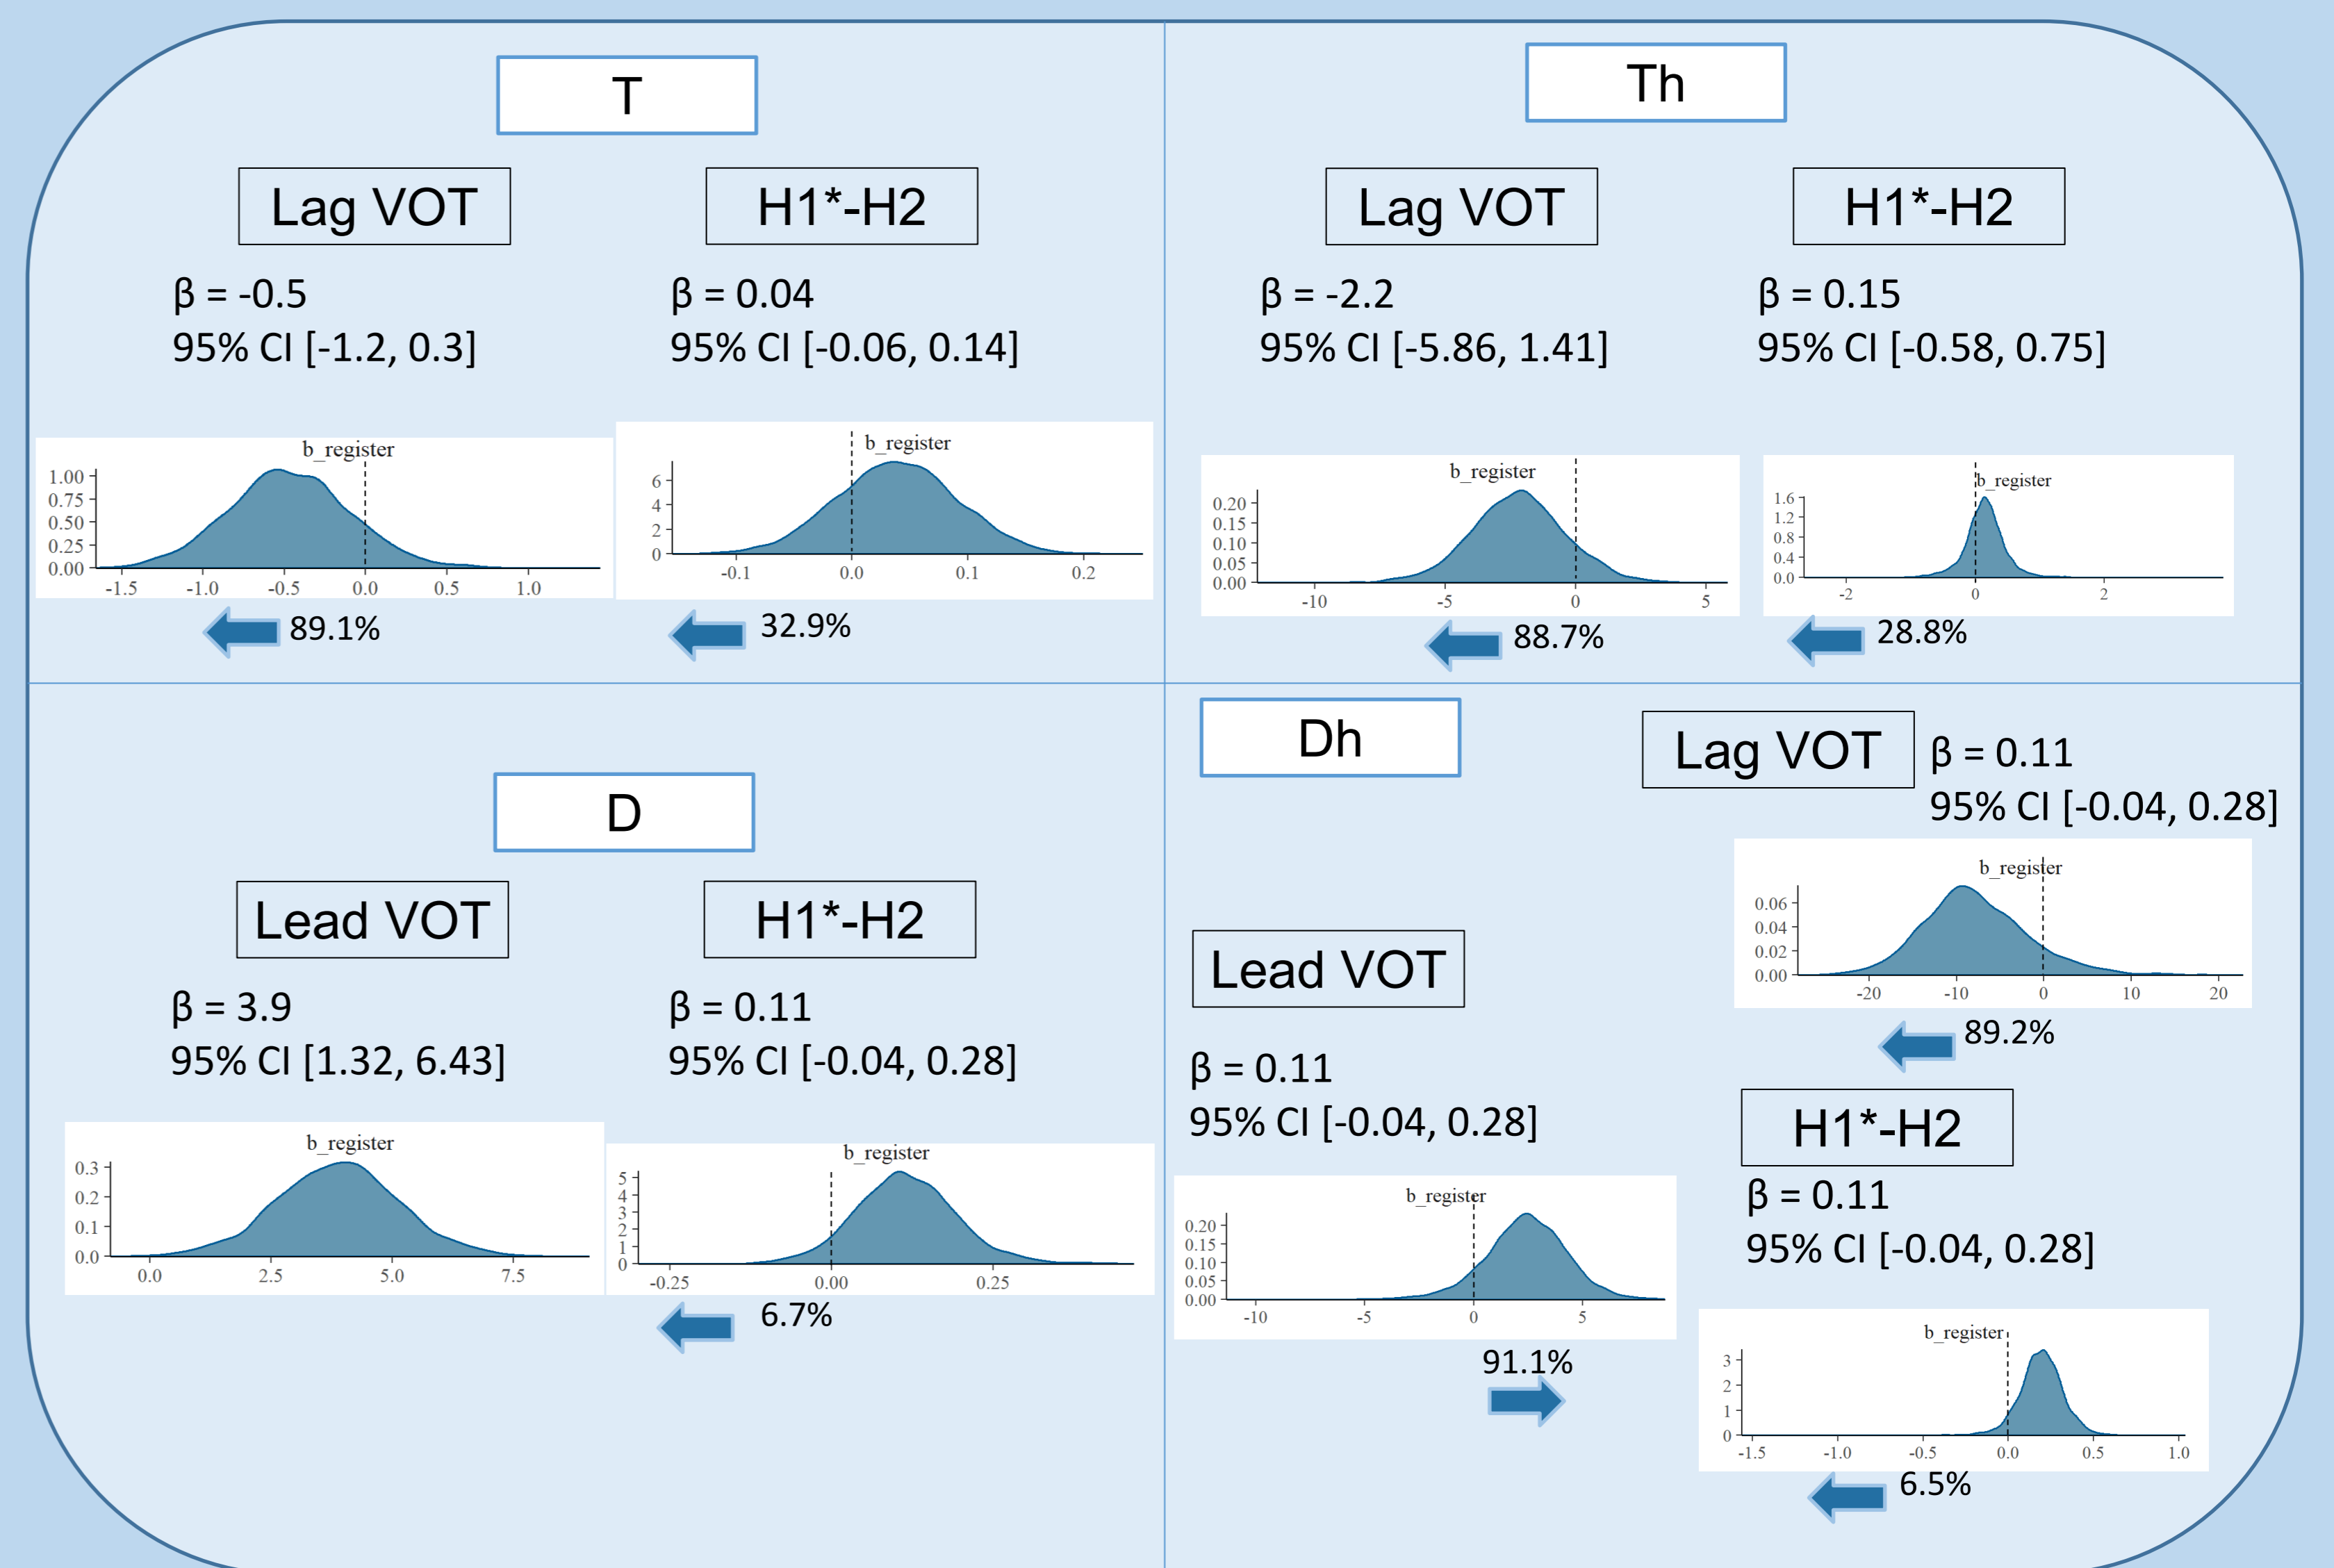 T
Lag VOT
H1*-H2
β = -0.5
95% CI [-1.2, 0.3]
β = 0.04
95% CI [-0.06, 0.14]
b_register
1.00
0.75
0.50
0.25
0.00
-1.5 -1.0 -0.5 0.0 0.5 1.0
89.1%
b_register
6
4
2
0
-0.1 0.0 0.1 0.2
32.9%
Th
Lag VOT
H1*-H2
β = -2.2
95% CI [-5.86, 1.41]
β = 0.15
95% CI [-0.58, 0.75]
b_register
0.20
0.15
0.10
0.05
0.00
-10 -5 0 5
88.7%
b_register
1.6
1.2
0.8
0.4
0.0
-2 0 2
28.8%
D
Lead VOT
H1*-H2
β = 3.9
95% CI [1.32, 6.43]
β = 0.11
95% CI [-0.04, 0.28]
b_register
0.3
0.2
0.1
0.0
0.0 2.5 5.0 7.5
b_register
5
4
3
2
1
0
-0.25 0.00 0.25
6.7%
Dh
Lag VOT
β = 0.11
95% CI [-0.04, 0.28]
b_register
0.06
0.04
0.02
0.00
-20 -10 0 10 20
89.2%
Lead VOT
β = 0.11
95% CI [-0.04, 0.28]
b_register
0.20
0.15
0.10
0.05
0.00
-10 -5 0 5
91.1%
H1*-H2
β = 0.11
95% CI [-0.04, 0.28]
b_register
3
2
1
0
-1.5 -1.0 -0.5 0.0 0.5 1.0
6.5%